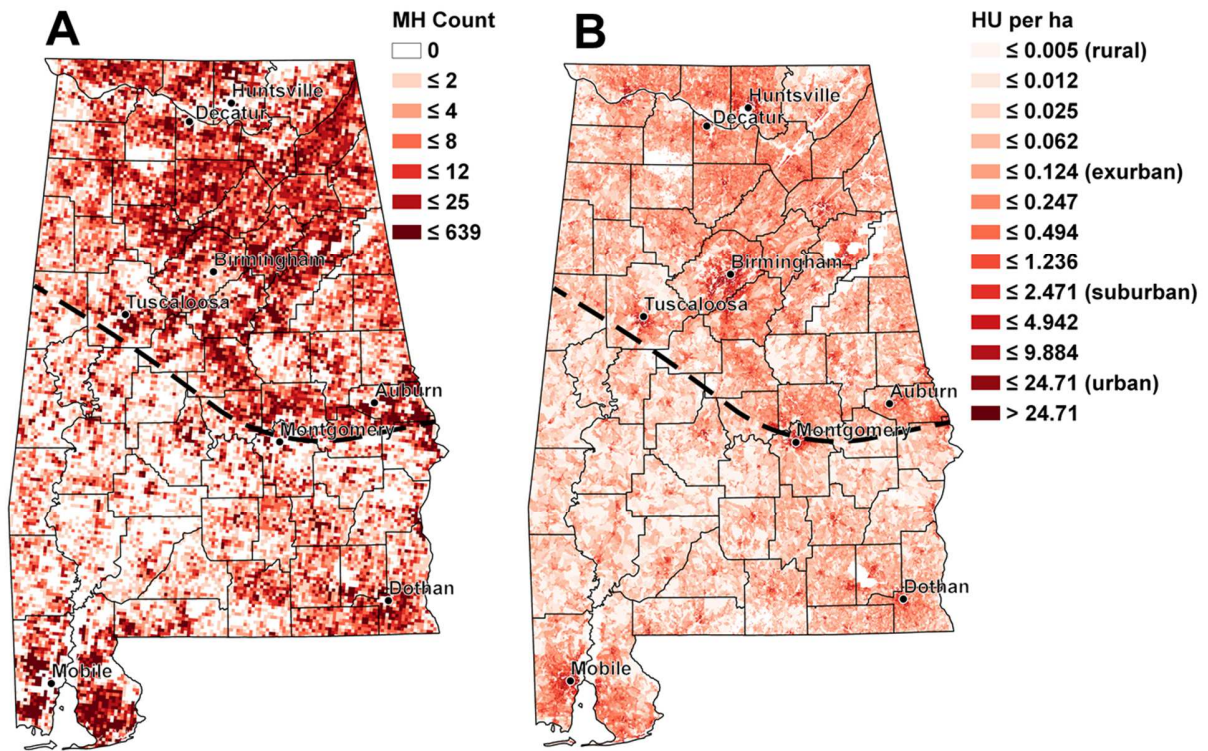 A
MH Count
0
≤ 2
≤ 4
≤ 8
≤ 12
≤ 25
≤ 639
Huntsville
Decatur
Birmingham
Tuscaloosa
Auburn
Montgomery
Dothan
Mobile
B
HU per ha
≤ 0.005 (rural)
≤ 0.012
≤ 0.025
≤ 0.062
≤ 0.124 (exurban)
≤ 0.247
≤ 0.494
≤ 1.236
≤ 2.471 (suburban)
≤ 4.942
≤ 9.884
≤ 24.71 (urban)
> 24.71
Huntsville
Decatur
Birmingham
Tuscaloosa
Auburn
Montgomery
Dothan
Mobile